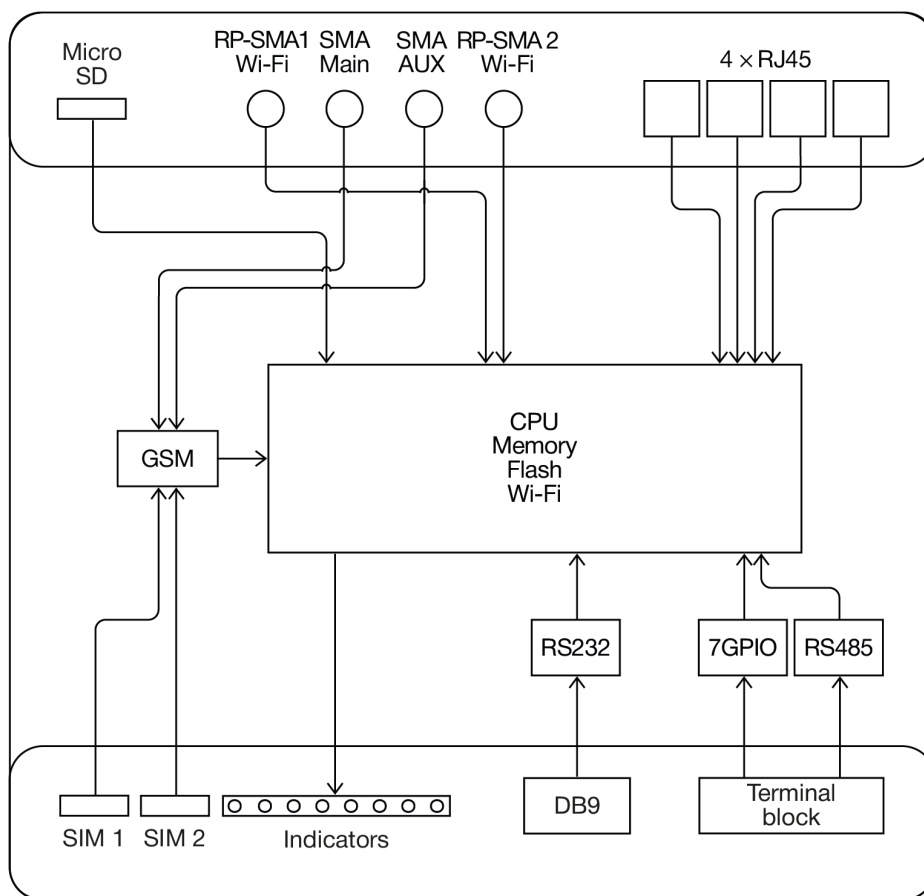 Micro
SD
RP-SMA1
Wi-Fi
SMA
Main
SMA
AUX
RP-SMA 2
Wi-Fi
4 × RJ45
GSM
CPU
Memory
Flash
Wi-Fi
RS232
7GPIO
RS485
SIM 1
SIM 2
Indicators
DB9
Terminal
block